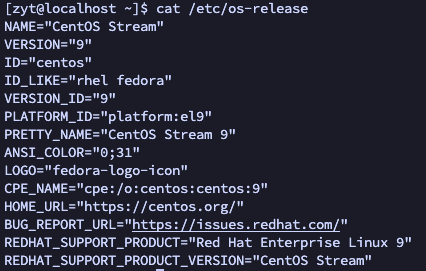 [zyt@localhost ~]$ cat /etc/os-release
NAME="CentOS Stream"
VERSION="9"
ID="centos"
ID_LIKE="rhel fedora"
VERSION_ID="9"
PLATFORM_ID="platform:el9"
PRETTY_NAME="CentOS Stream 9"
ANSI_COLOR="0;31"
LOGO="fedora-logo-icon"
CPE_NAME="cpe:/o:centos:centos:9"
HOME_URL="https://centos.org/"
BUG_REPORT_URL="https://issues.redhat.com/"
REDHAT_SUPPORT_PRODUCT="Red Hat Enterprise Linux 9"
REDHAT_SUPPORT_PRODUCT_VERSION="CentOS Stream"